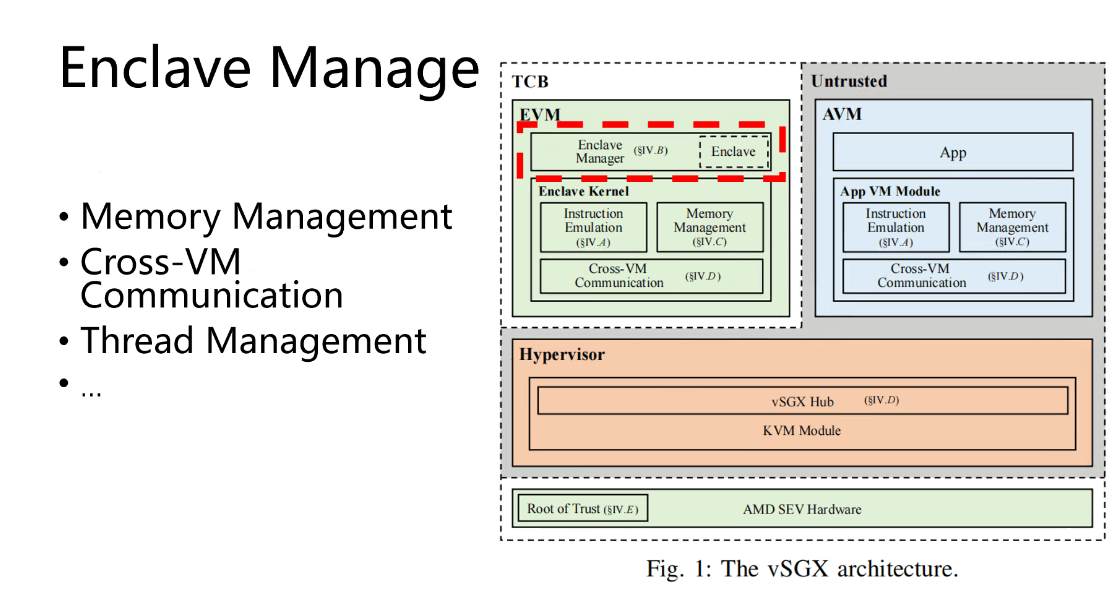 Enclave Manage
• Memory Management
• Cross-VM
Communication
• Thread Management
• ...
TCB
EVM
Enclave
Manager (§IV.B)
Enclave
Enclave Kernel
Instruction
Emulation
(§IV.A)
Memory
Management
(§IV.C)
Cross-VM
Communication (§IV.D)
Untrusted
AVM
App
App VM Module
Instruction
Emulation
(§IV.A)
Memory
Management
(§IV.C)
Cross-VM
Communication (§IV.D)
Hypervisor
vSGX Hub (§IV.D)
KVM Module
Root of Trust (§IV.E)
AMD SEV Hardware
Fig. 1: The vSGX architecture.